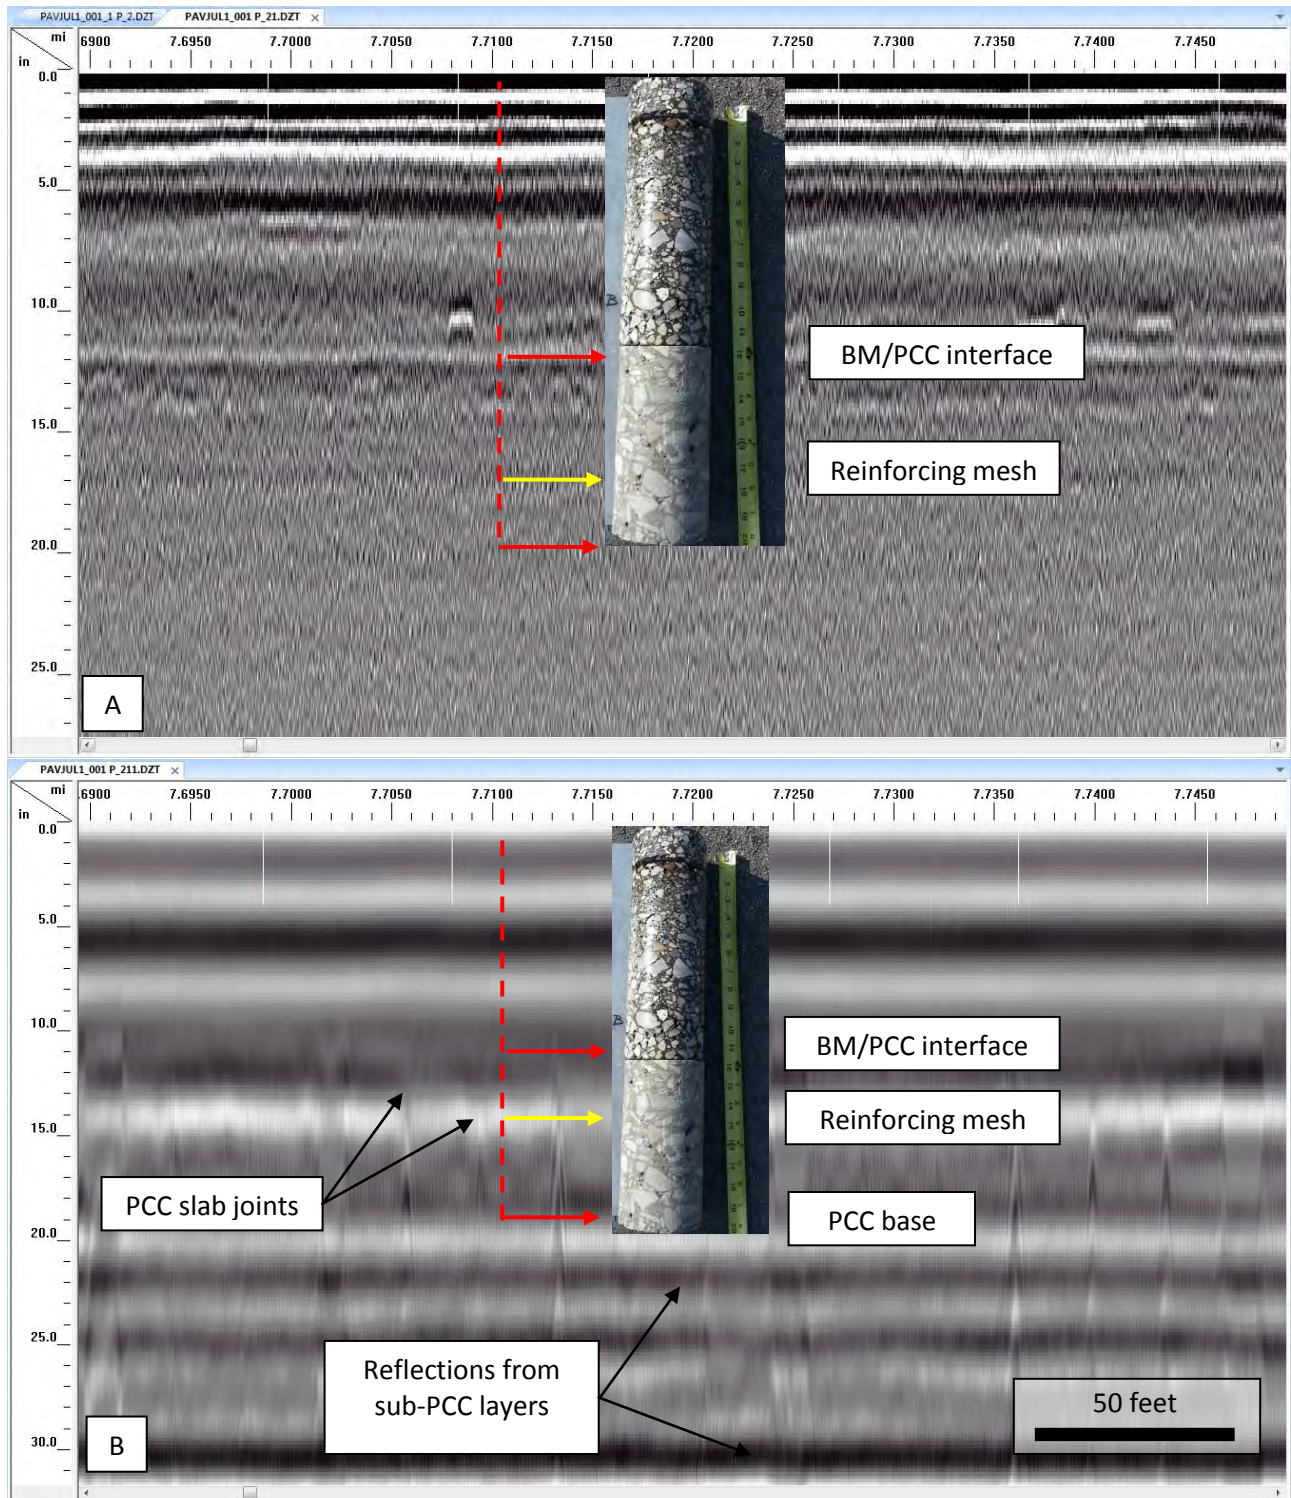 PAVJUL1_001_1 P_2.DZT PAVJUL1_001 P_21.DZT
mi 6900 7.6950 7.7000 7.7050 7.7100 7.7150 7.7200 7.7250 7.7300 7.7350 7.7400 7.7450
in
0.0
5.0
10.0
B
BM/PCC interface
15.0
Reinforcing mesh
20.0
25.0
A
PAVJUL1_001 P_211.DZT
mi .6900 7.6950 7.7000 7.7050 7.7100 7.7150 7.7200 7.7250 7.7300 7.7350 7.7400 7.7450
in
0.0
5.0
10.0
B
BM/PCC interface
Reinforcing mesh
15.0
PCC slab joints
PCC base
20.0
25.0
Reflections from
sub-PCC layers
50 feet
30.0
B